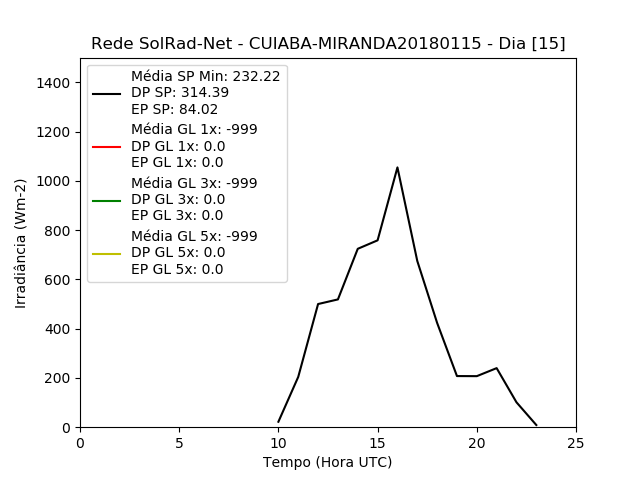 Rede SolRad-Net - CUIABA-MIRANDA20180115 - Dia [15]
Média SP Min: 232.22
DP SP: 314.39
EP SP: 84.02
Média GL 1x: -999
DP GL 1x: 0.0
EP GL 1x: 0.0
Média GL 3x: -999
DP GL 3x: 0.0
EP GL 3x: 0.0
Média GL 5x: -999
DP GL 5x: 0.0
EP GL 5x: 0.0
Irradiância (Wm-2)
1400
1200
1000
800
600
400
200
0
0 5 10 15 20 25
Tempo (Hora UTC)